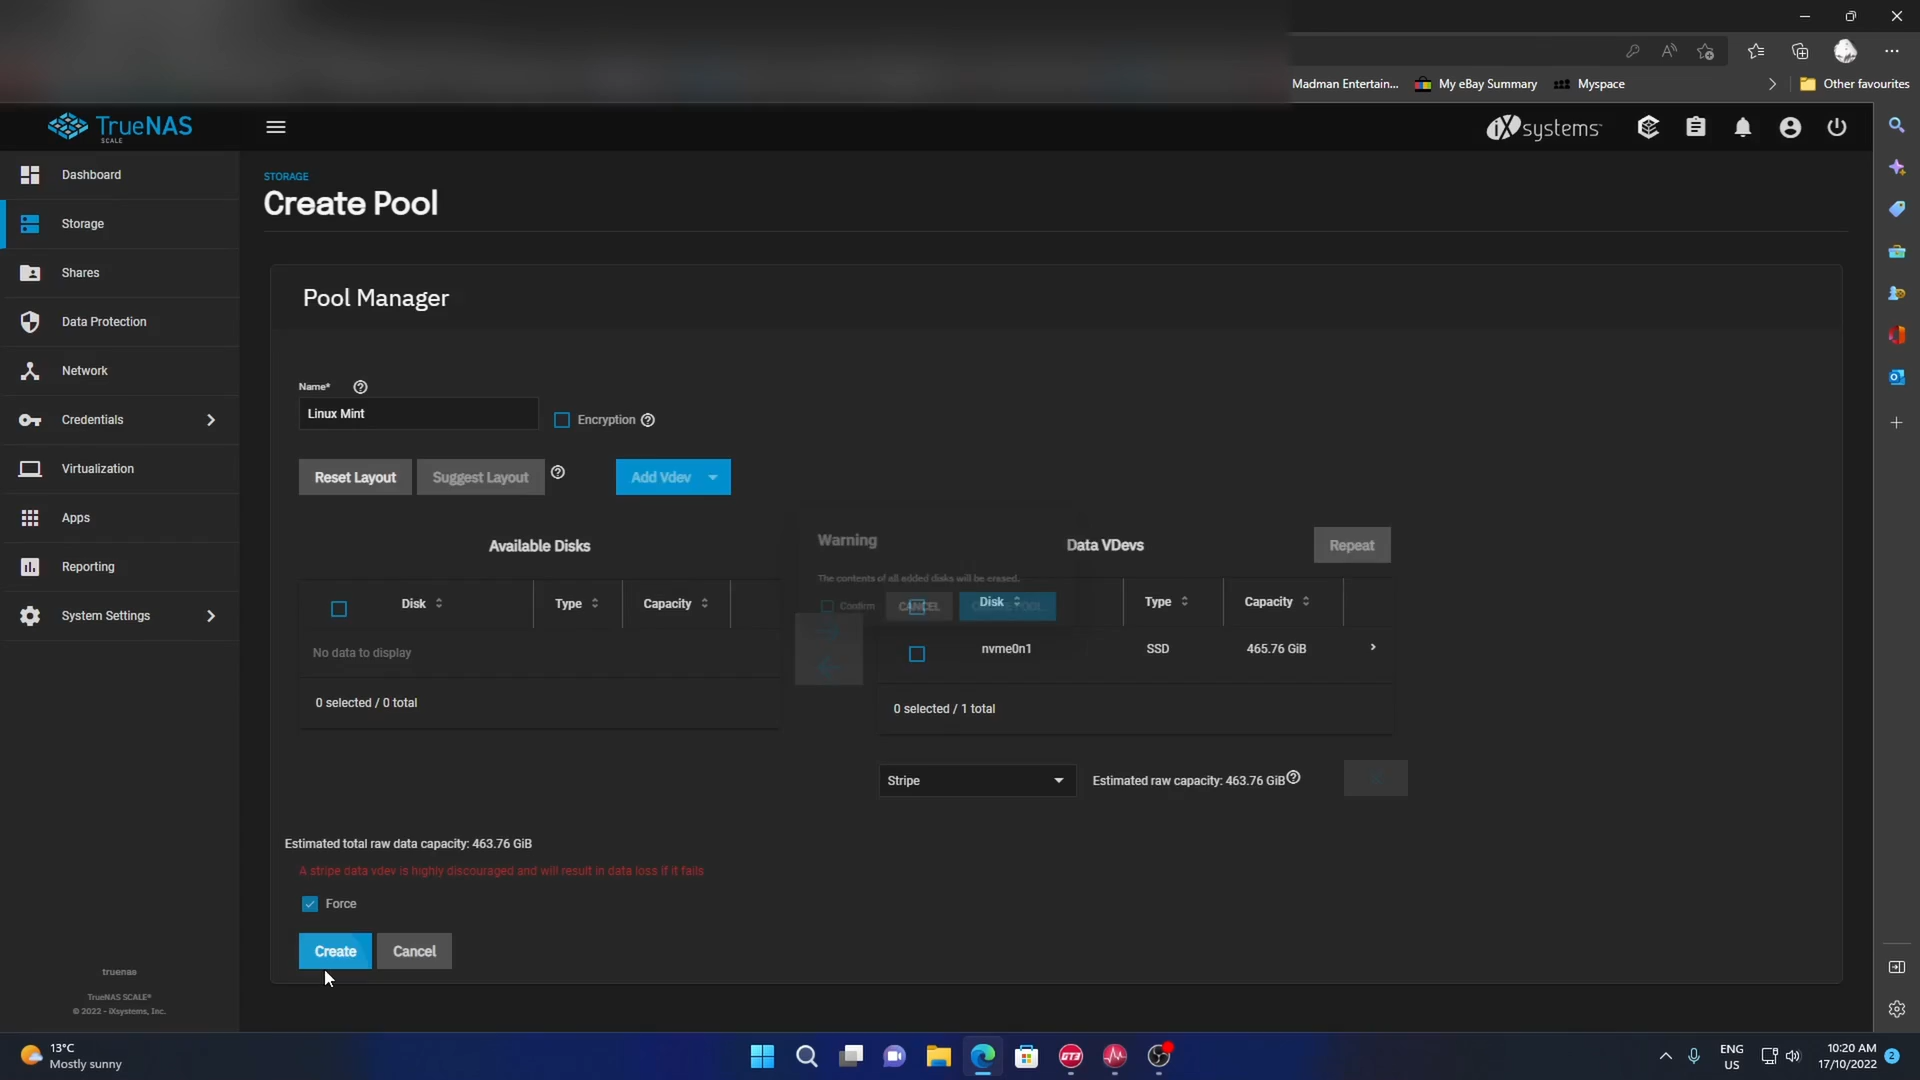 Madman Entertain...
My eBay Summary
Myspace
Other favourites
TrueNAS
SCALE
iXsystems
Dashboard
Storage
Shares
Data Protection
Network
Credentials
Virtualization
Apps
Reporting
System Settings
truenas
TrueNAS SCALE®
© 2022 - iXsystems, Inc.
STORAGE
Create Pool
Pool Manager
Name*
Linux Mint
Encryption
Reset Layout
Suggest Layout
Add Vdev
Available Disks
Disk
Type
Capacity
No data to display
0 selected / 0 total
Warning
The contents of all added disks will be erased.
Confirm
CANCEL
Data VDevs
Repeat
Disk
Type
Capacity
nvme0n1
SSD
465.76 GiB
0 selected / 1 total
Stripe
Estimated raw capacity: 463.76 GiB
Estimated total raw data capacity: 463.76 GiB
A stripe data vdev is highly discouraged and will result in data loss if it fails
Force
Create
Cancel
13°C
Mostly sunny
GT3
ENG
US
10:20 AM
17/10/2022
2